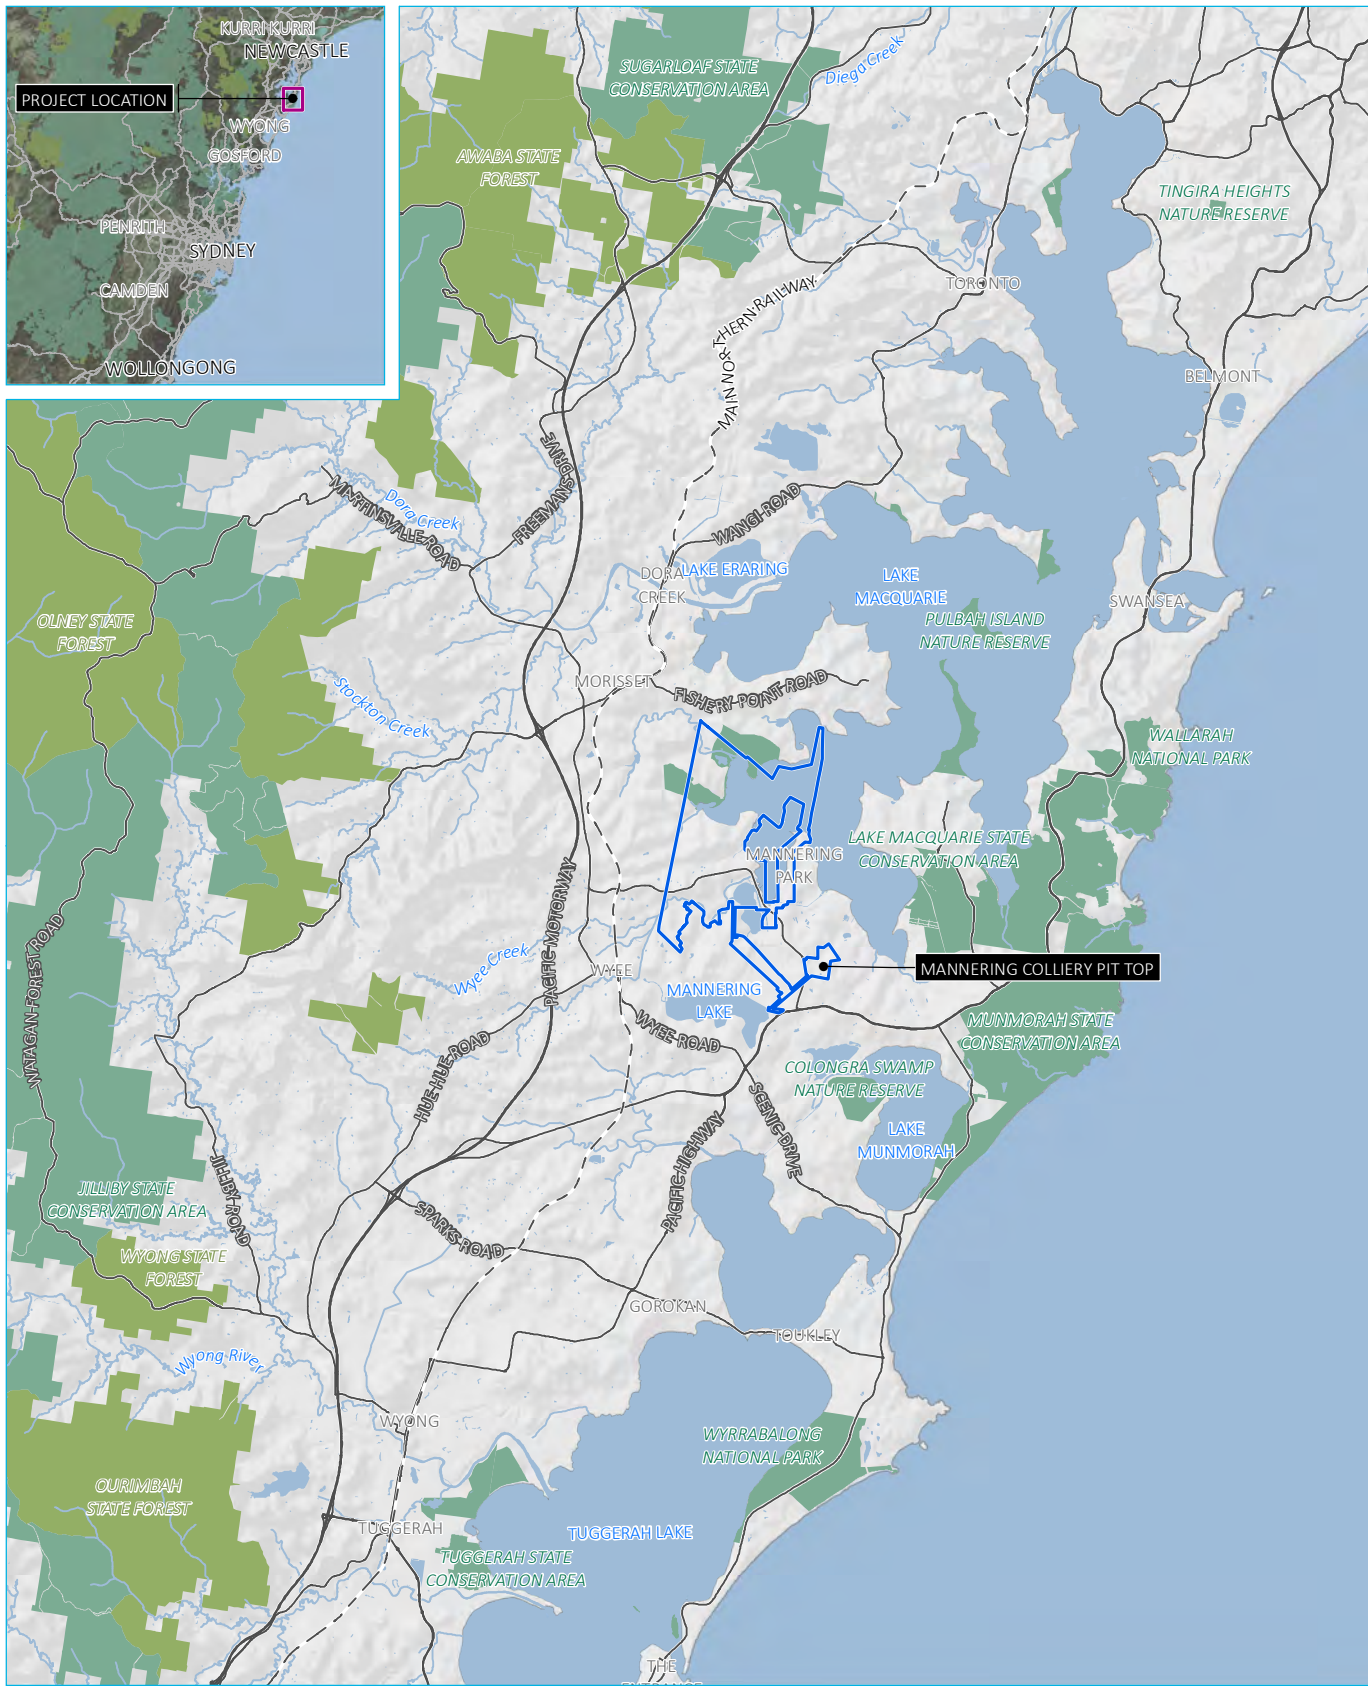 KURRI KURRI
NEWCASTLE
PROJECT LOCATION
WYONG
GOSFORD
PENRITH
SYDNEY
CAMDEN
WOLLONGONG
SUGARLOAF STATE
CONSERVATION AREA
Diega Creek
AWABA STATE
FOREST
TINGIRA HEIGHTS
NATURE RESERVE
TORONTO
MAIN NORTHERN RAILWAY
BELMONT
FREEMANS DRIVE
MARTINSVILLE ROAD
Dora Creek
WANGI ROAD
DORA
CREEK
LAKE ERARING
LAKE
MACQUARIE
SWANSEA
PULBAH ISLAND
NATURE RESERVE
OLNEY STATE
FOREST
MORISSET
FISHERY POINT ROAD
Stockton Creek
WALLARAH
NATIONAL PARK
LAKE MACQUARIE STATE
CONSERVATION AREA
MANNERING
PARK
PACIFIC MOTORWAY
WATAGAN FOREST ROAD
Wyee Creek
WYEE
MANNERING COLLIERY PIT TOP
MANNERING
LAKE
WYEE ROAD
MUNMORAH STATE
CONSERVATION AREA
HUE HUE ROAD
COLONGRA SWAMP
NATURE RESERVE
SCENIC DRIVE
LAKE
MUNMORAH
PACIFIC HIGHWAY
JILLIBY ROAD
JILLIBY STATE
CONSERVATION AREA
SPARKS ROAD
WYONG STATE
FOREST
GOROKAN
TOUKLEY
Wyong River
WYONG
WYRRABALONG
NATIONAL PARK
OURIMBAH
STATE FOREST
TUGGERAH
TUGGERAH LAKE
TUGGERAH STATE
CONSERVATION AREA
THE
ENTRANCE